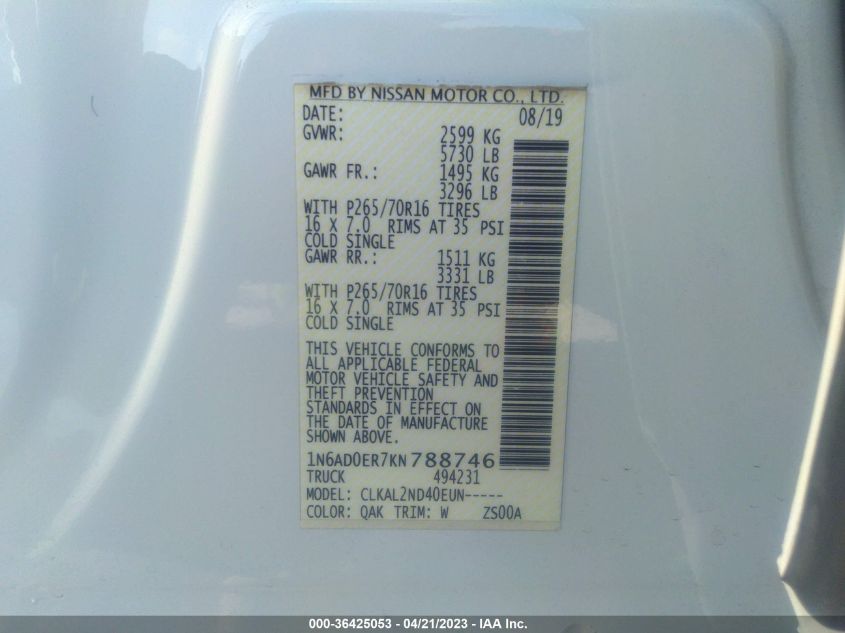 MFD BY NISSAN MOTOR CO., LTD.
DATE: 08/19
GVWR: 2599 KG
5730 LB
GAWR FR.: 1495 KG
3296 LB
WITH P265/70R16 TIRES
16 X 7.0 RIMS AT 35 PSI
COLD SINGLE
GAWR RR.: 1511 KG
3331 LB
WITH P265/70R16 TIRES
16 X 7.0 RIMS AT 35 PSI
COLD SINGLE
THIS VEHICLE CONFORMS TO
ALL APPLICABLE FEDERAL
MOTOR VEHICLE SAFETY AND
THEFT PREVENTION
STANDARDS IN EFFECT ON
THE DATE OF MANUFACTURE
SHOWN ABOVE.
1N6AD0ER7KN788746
TRUCK 494231
MODEL: CLKAL2ND40EUN-----
COLOR: QAK TRIM: W ZS00A
000-36425053 - 04/21/2023 - IAA Inc.